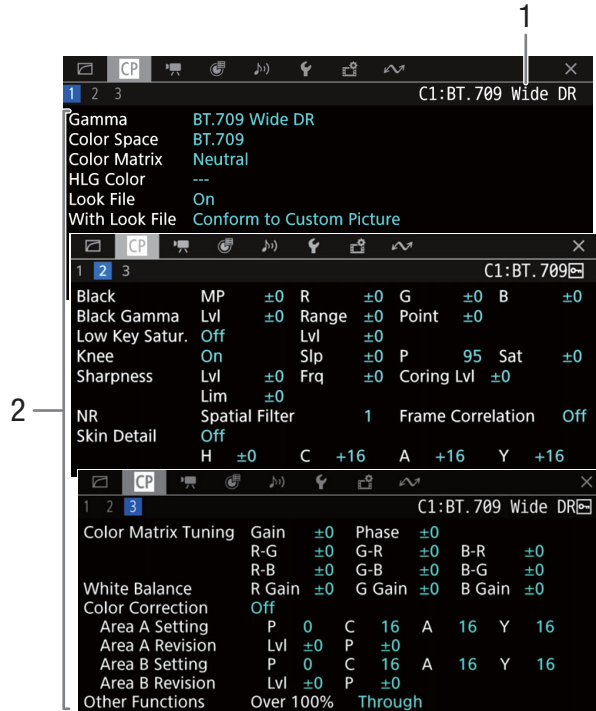 1
CP
1 2 3 C1:BT.709 Wide DR
Gamma BT.709 Wide DR
Color Space BT.709
Color Matrix Neutral
HLG Color ---
Look File On
With Look File Conform to Custom Picture
CP
1 2 3 C1:BT.709
Black MP ±0 R ±0 G ±0 B ±0
Black Gamma Lvl ±0 Range ±0 Point ±0
Low Key Satur. Off Lvl ±0
Knee On Slp ±0 P 95 Sat ±0
Sharpness Lvl ±0 Frq ±0 Coring Lvl ±0
Lim ±0
2
NR Spatial Filter 1 Frame Correlation Off
Skin Detail Off
H ±0 C +16 A +16 Y +16
CP
1 2 3 C1:BT.709 Wide DR
Color Matrix Tuning Gain ±0 Phase ±0
R-G ±0 G-R ±0 B-R ±0
R-B ±0 G-B ±0 B-G ±0
White Balance R Gain ±0 G Gain ±0 B Gain ±0
Color Correction Off
Area A Setting P 0 C 16 A 16 Y 16
Area A Revision Lvl ±0 P ±0
Area B Setting P 0 C 16 A 16 Y 16
Area B Revision Lvl ±0 P ±0
Other Functions Over 100% Through